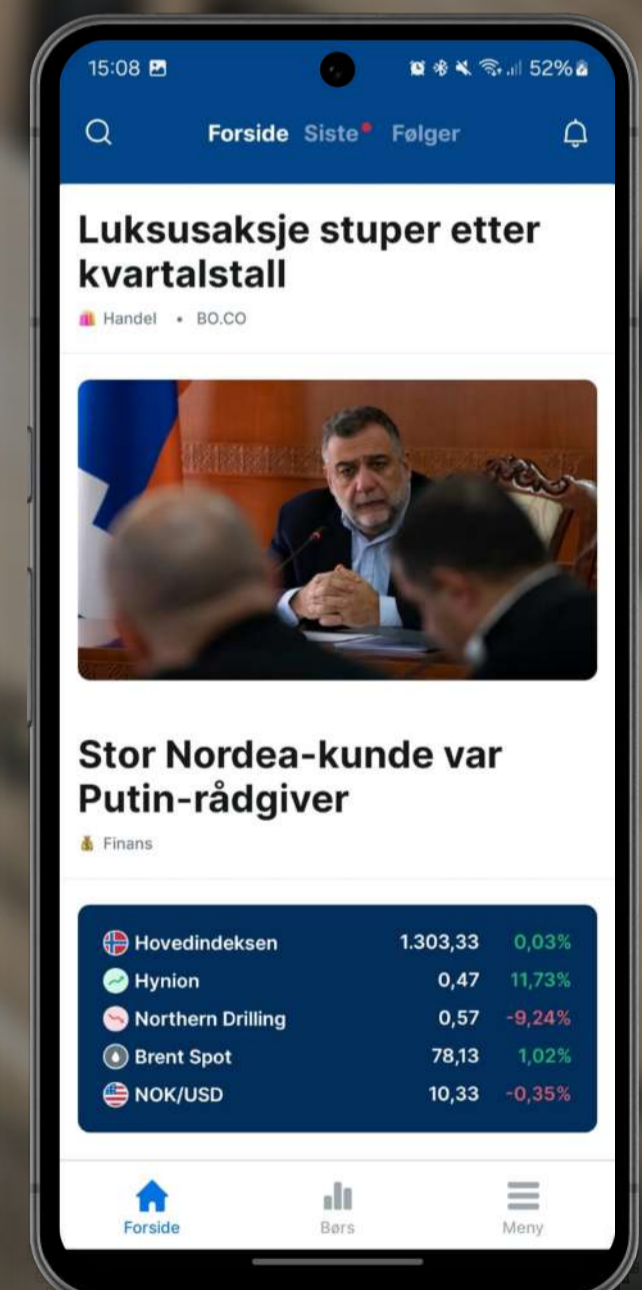 15:08 52%
Forside Siste Følger
Luksusaksje stuper etter
kvartalstall
Handel • BO.CO
Stor Nordea-kunde var
Putin-rådgiver
Finans
Hovedindeksen 1.303,33 0,03%
Hynion 0,47 11,73%
Northern Drilling 0,57 -9,24%
Brent Spot 78,13 1,02%
NOK/USD 10,33 -0,35%
Forside Børs Meny